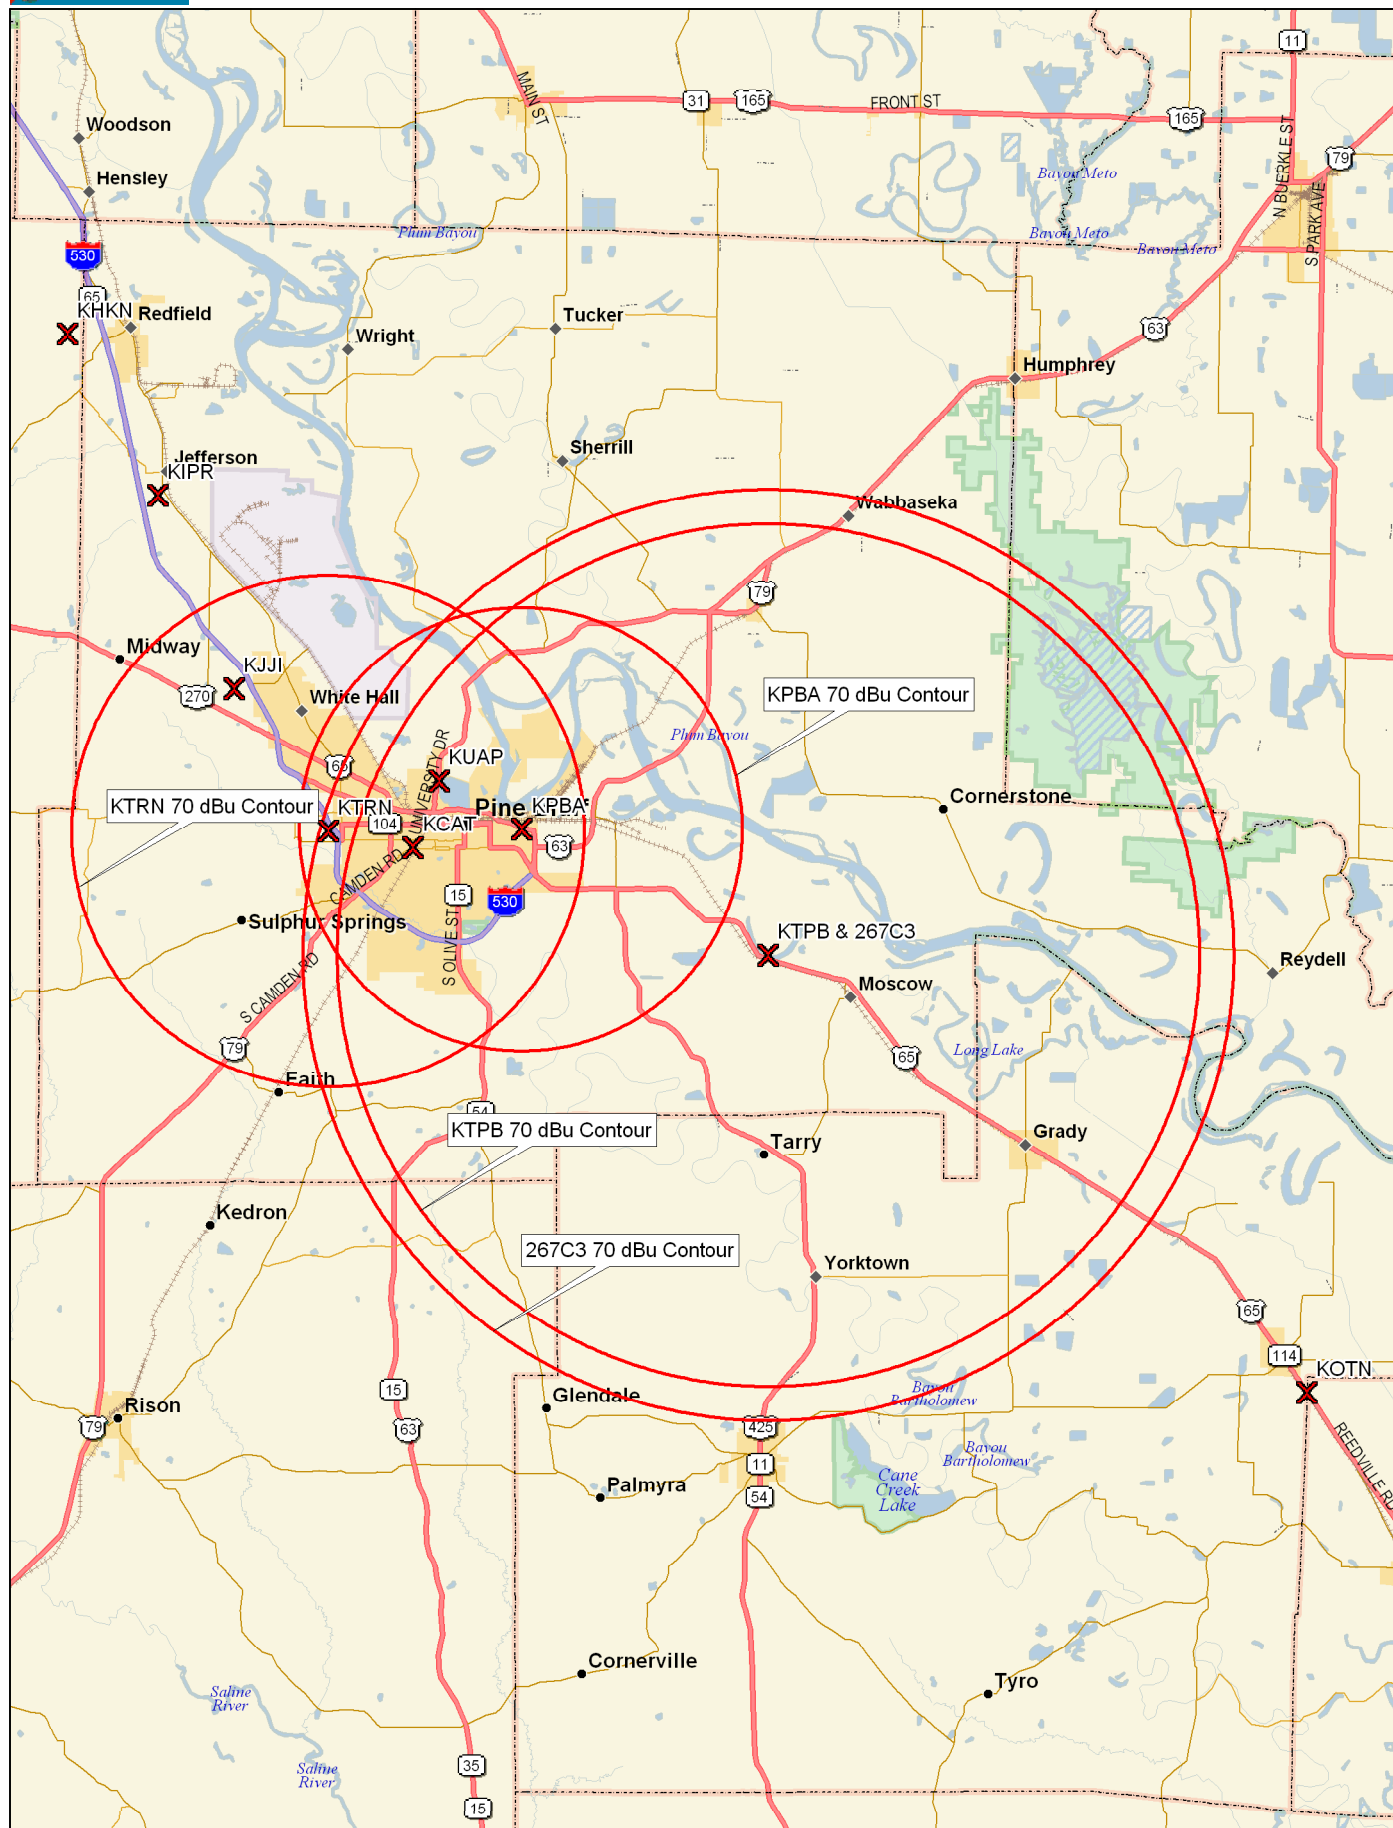 11
MAIN ST
31
165
FRONT ST
165
Woodson
N BUERKLE ST
79
Hensley
Bayou Meto
S PARK AVE
Plum Bayou
Bayou Meto
Bayou Meto
530
65
KHKN
Redfield
Tucker
Wright
63
Humphrey
Sherrill
Jefferson
KIPR
Wabbaseka
79
Midway
KJJI
270
White Hall
KPBA 70 dBu Contour
Plum Bayou
UNIVERSITY DR
65
KUAP
KTRN 70 dBu Contour
KTRN
104
KCAT
Pine
KPBA
63
Cornerstone
CAMDEN RD
15
530
Sulphur Springs
S OLIVE ST
KTPB & 267C3
Reydell
S CAMDEN RD
Moscow
79
65
Long Lake
Faith
54
KTPB 70 dBu Contour
Tarry
Grady
Kedron
267C3 70 dBu Contour
Yorktown
65
114
KOTN
15
Glendale
Bayou
Bartholomew
Rison
79
63
425
REEDVILLE RD
11
Bayou
Bartholomew
Palmyra
54
Cane
Creek
Lake
Cornerville
Tyro
Saline
River
35
Saline
River
15